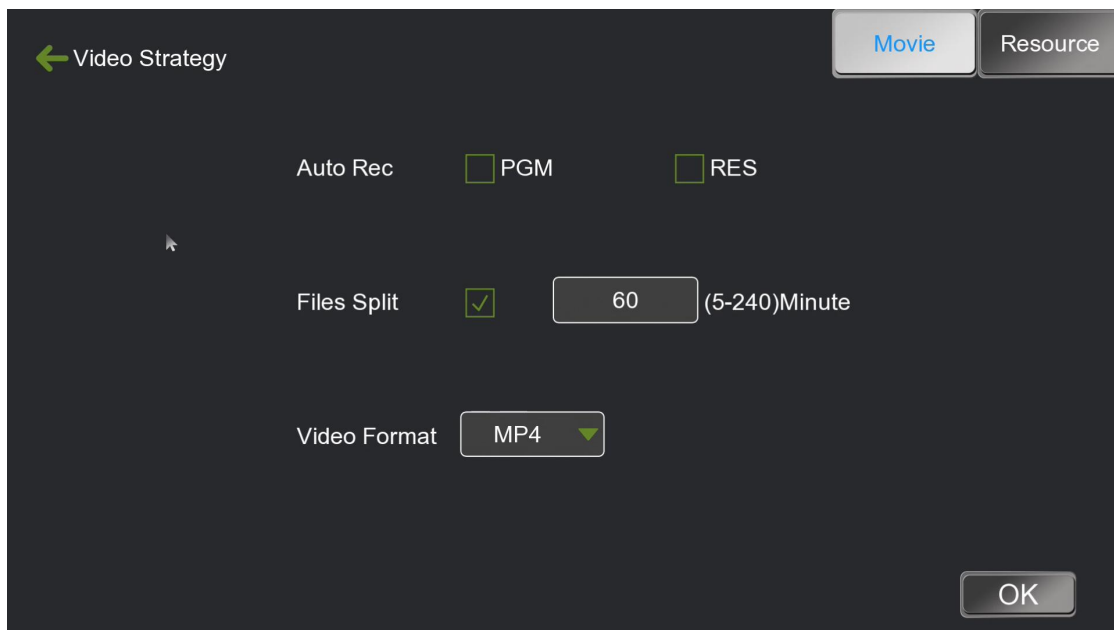 Video Strategy
Movie
Resource
Auto Rec PGM RES
Files Split 60 (5-240)Minute
Video Format MP4
OK